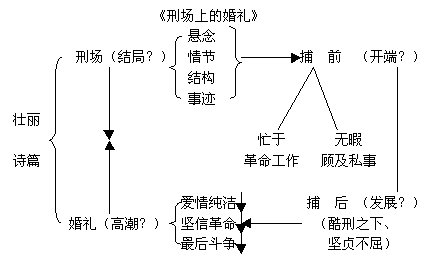 《刑场上的婚礼》
悬念
刑场（结局？） 情节 捕 前 （开端？）
结构
事迹
壮丽
忙于 无暇
诗篇 革命工作 顾及私事
爱情纯洁 捕 后（发展？）
婚礼（高潮？） 坚信革命 （酷刑之下、
最后斗争 坚贞不屈）